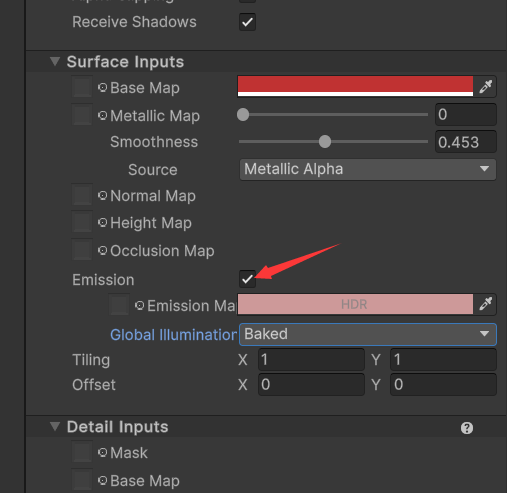 Receive Shadows
Surface Inputs
Base Map
Metallic Map 0
Smoothness 0.453
Source Metallic Alpha
Normal Map
Height Map
Occlusion Map
Emission
Emission Ma HDR
Global Illumination Baked
Tiling X 1 Y 1
Offset X 0 Y 0
Detail Inputs ?
Mask
Base Map